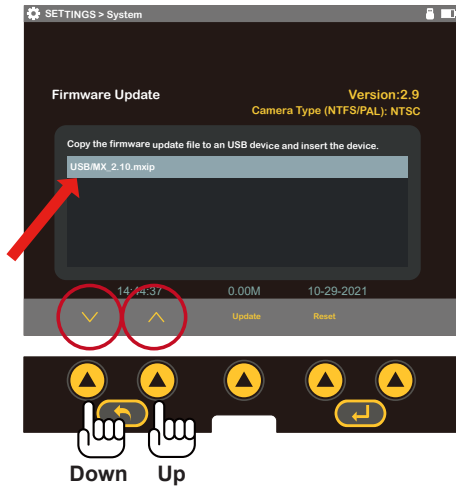 SETTINGS > System
Firmware Update
Version:2.9
Camera Type (NTFS/PAL): NTSC
Copy the firmware update file to an USB device and insert the device.
USB/MX_2.10.mxip
14:44:37 0.00M 10-29-2021
Update Reset
Down Up